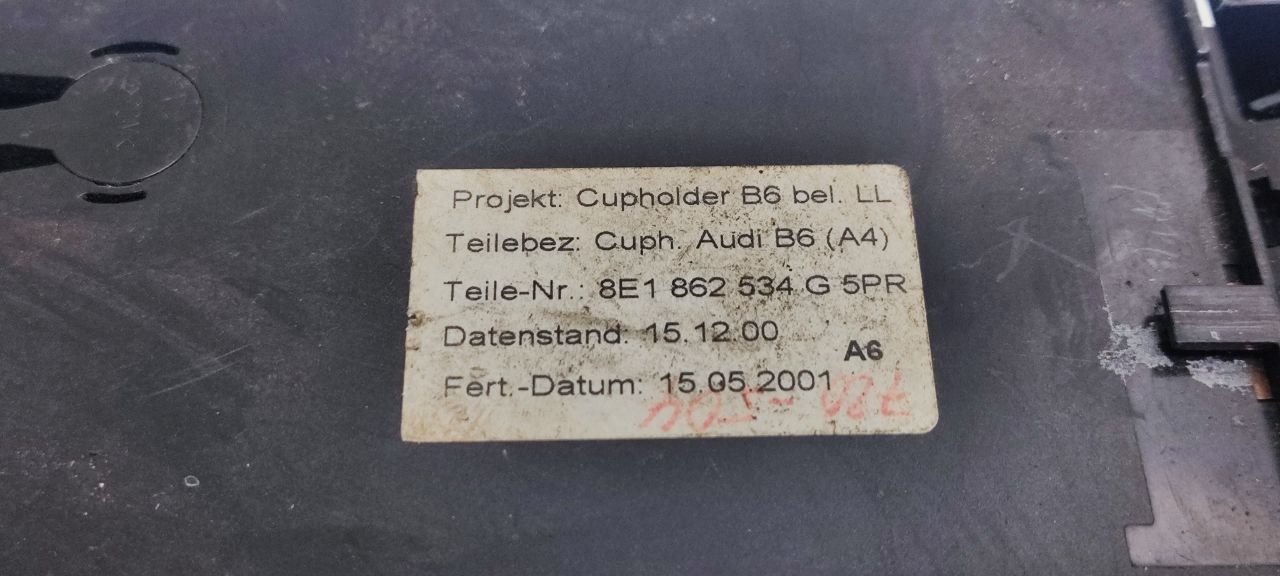 Projekt: Cupholder B6 bel. LL
Teilebez: Cuph. Audi B6 (A4)
Teile-Nr.: 8E1 862 534 G 5PR
Datenstand: 15.12.00
A6
Fert.-Datum: 15.05.2001